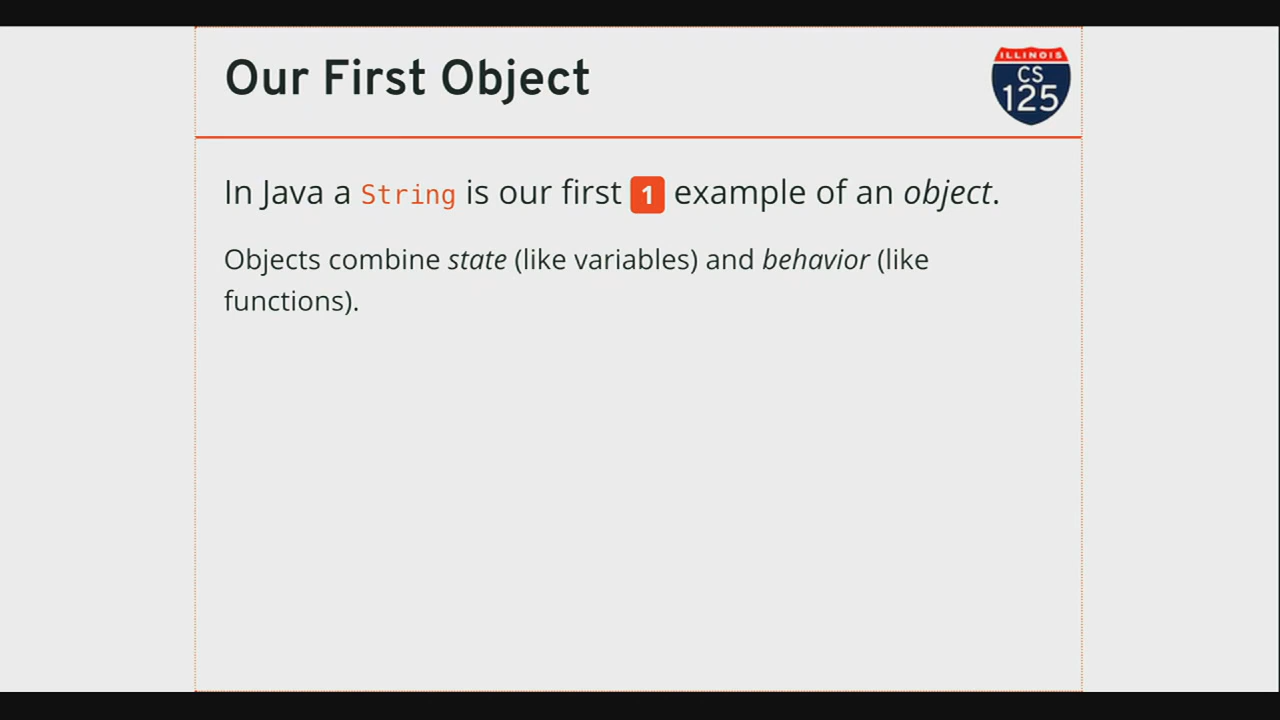 Our First Object
ILLINOIS
CS
125
In Java a String is our first 1 example of an object.
Objects combine state (like variables) and behavior (like
functions).